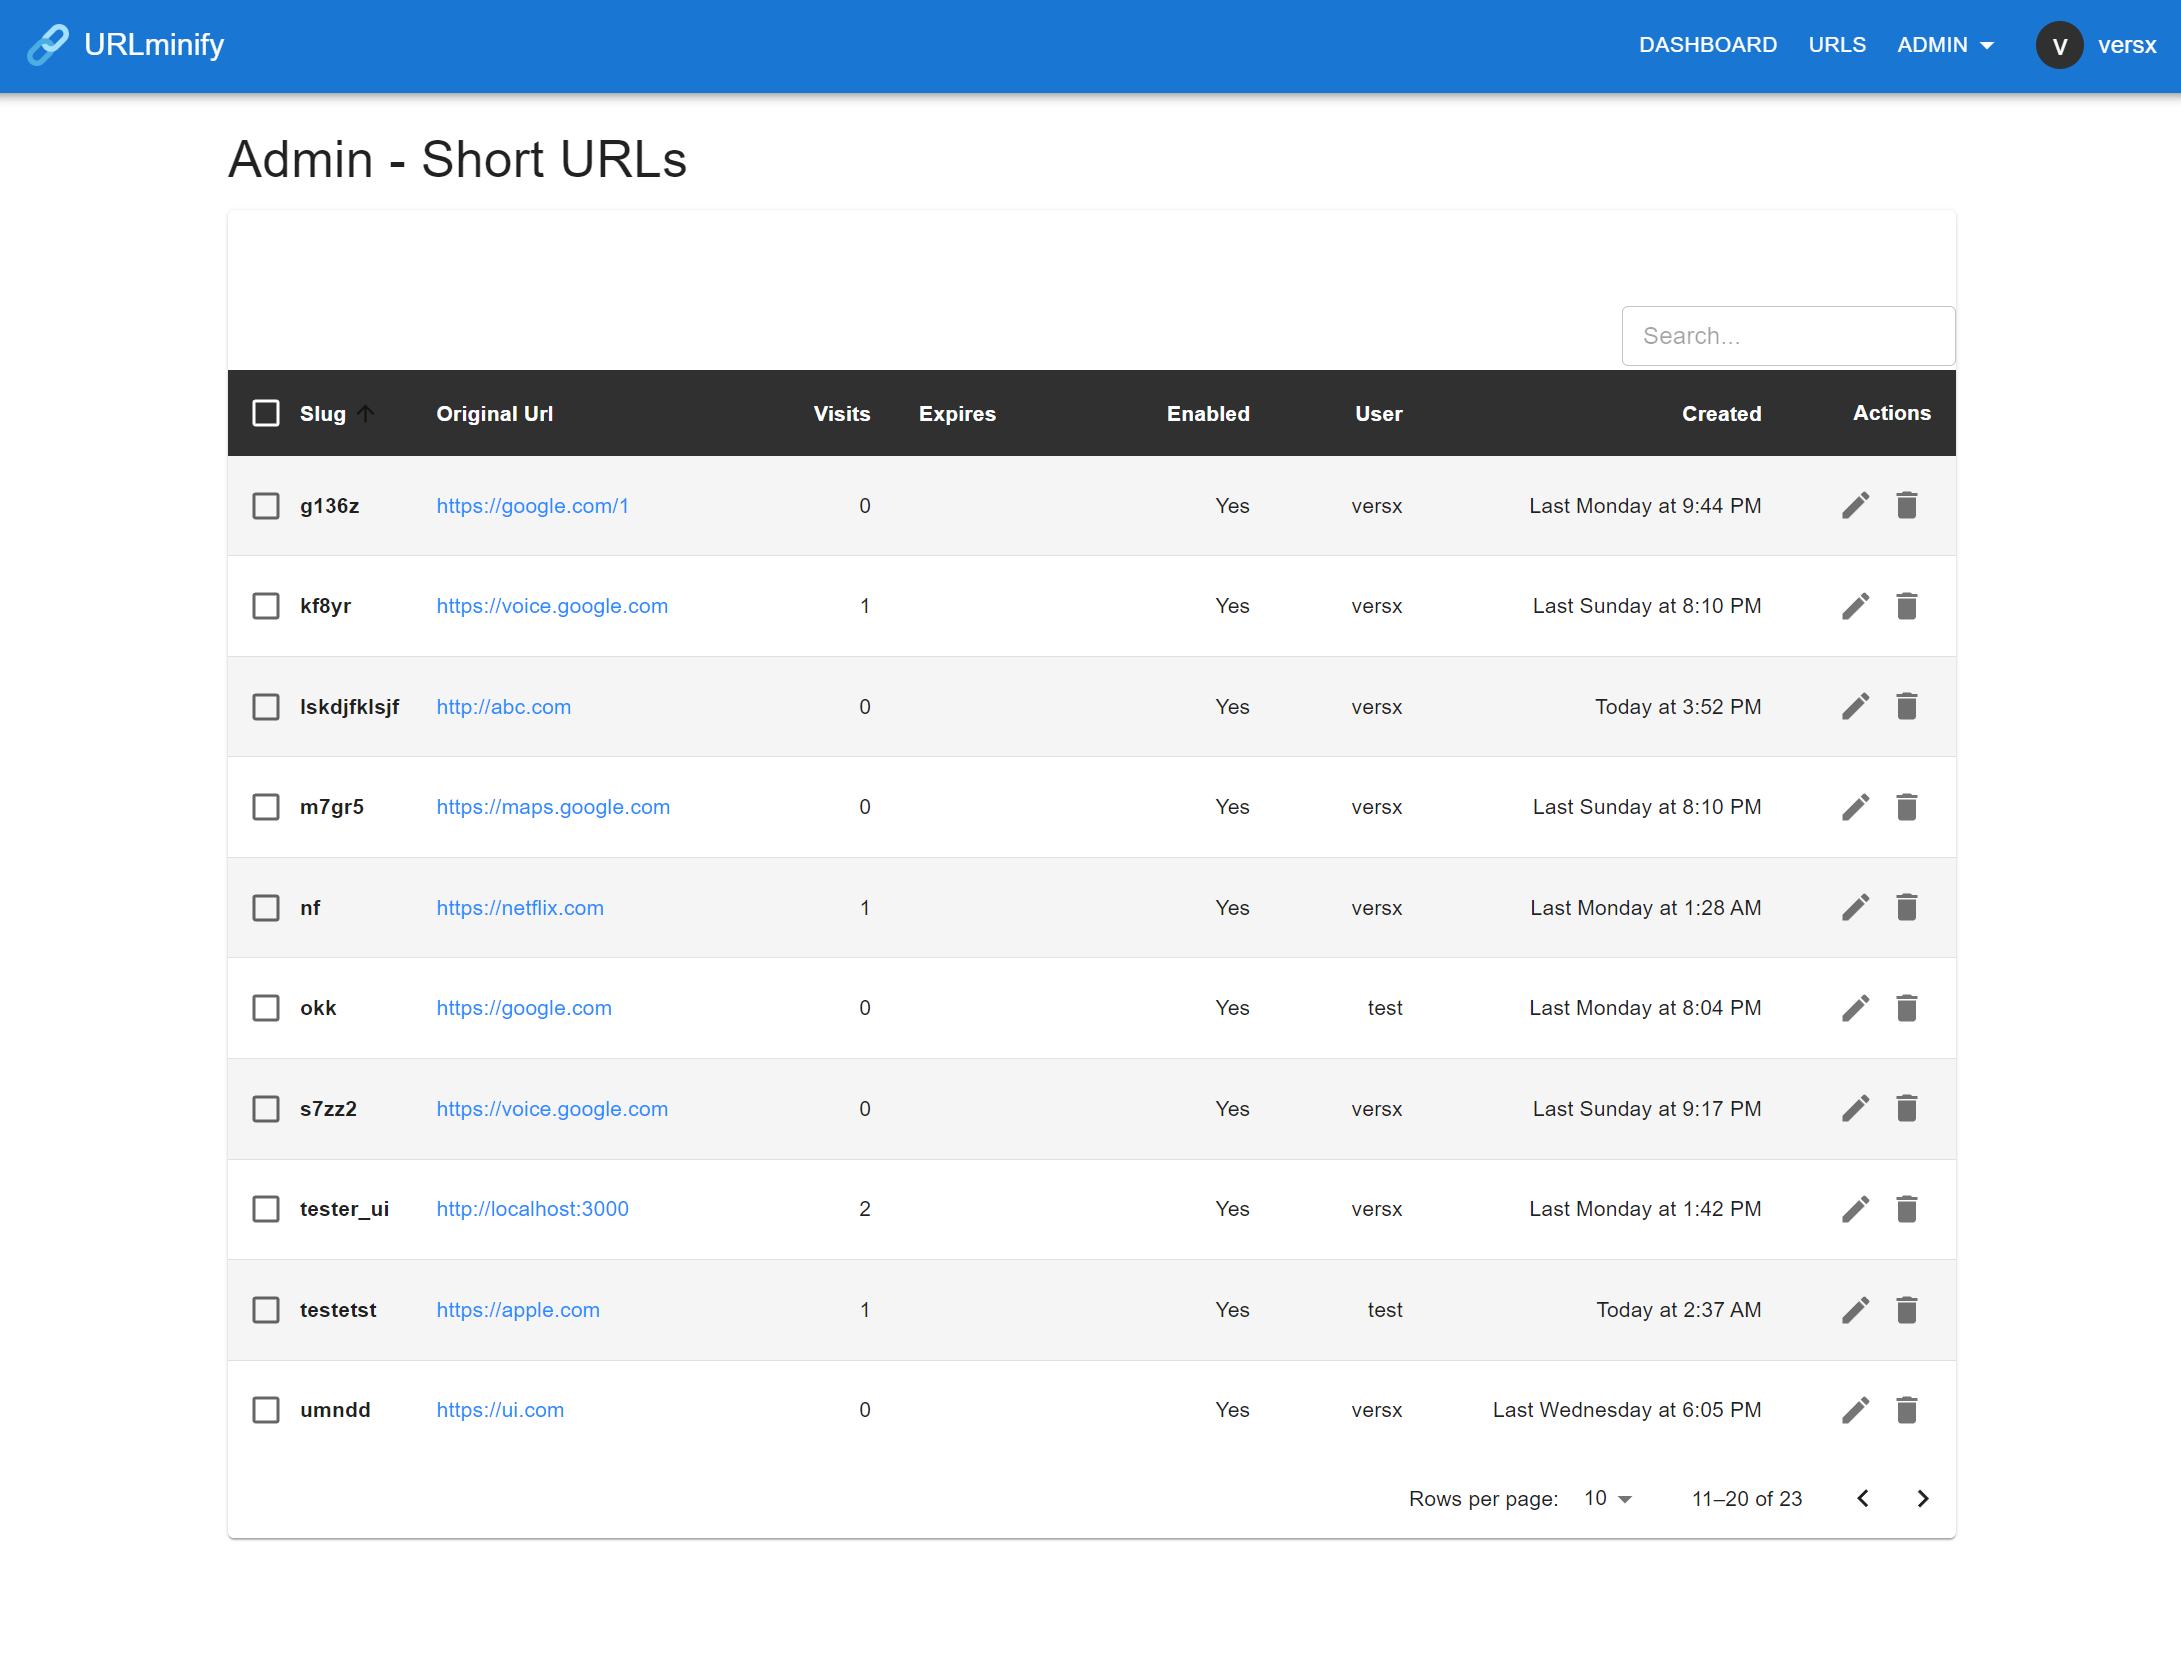 URLminify DASHBOARD URLS ADMIN V versx
Admin - Short URLs
Search...
Slug Original Url Visits Expires Enabled User Created Actions
g136z https://google.com/1 0 Yes versx Last Monday at 9:44 PM
kf8yr https://voice.google.com 1 Yes versx Last Sunday at 8:10 PM
lskdjfklsjf http://abc.com 0 Yes versx Today at 3:52 PM
m7gr5 https://maps.google.com 0 Yes versx Last Sunday at 8:10 PM
nf https://netflix.com 1 Yes versx Last Monday at 1:28 AM
okk https://google.com 0 Yes test Last Monday at 8:04 PM
s7zz2 https://voice.google.com 0 Yes versx Last Sunday at 9:17 PM
tester_ui http://localhost:3000 2 Yes versx Last Monday at 1:42 PM
testetst https://apple.com 1 Yes test Today at 2:37 AM
umndd https://ui.com 0 Yes versx Last Wednesday at 6:05 PM
Rows per page: 10 11–20 of 23